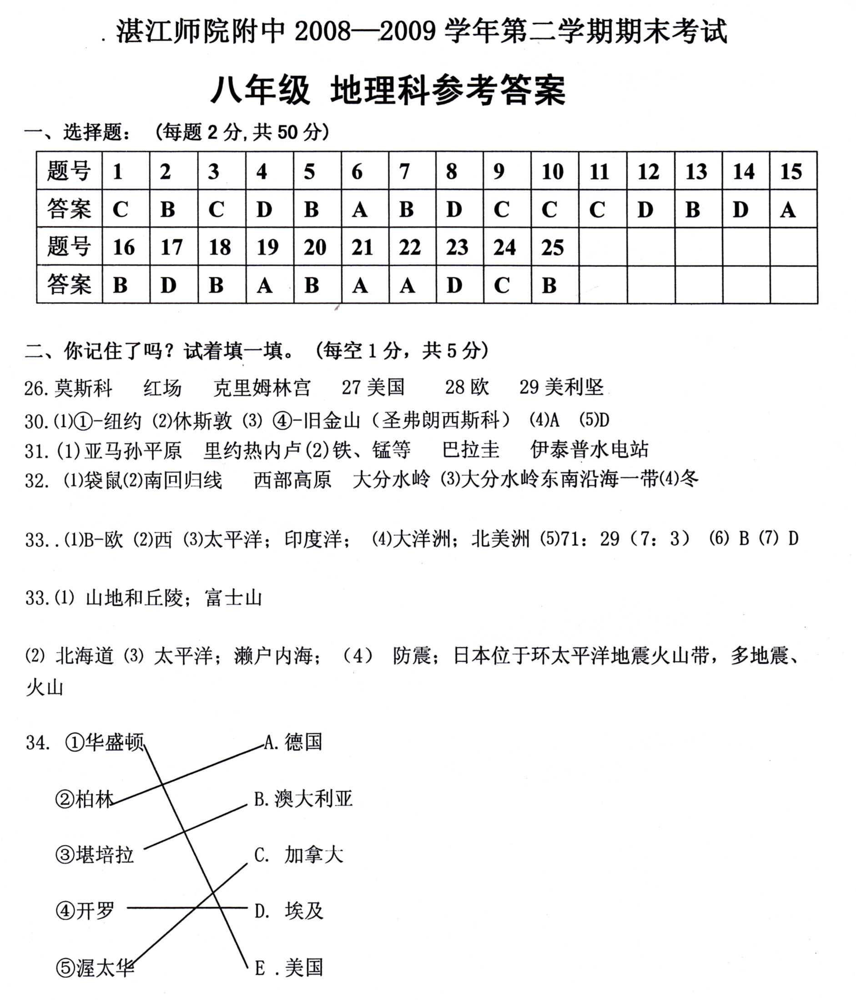 湛江师院附中 2008—2009 学年第二学期期末考试
八年级 地理科参考答案
一、选择题： (每题 2 分, 共 50 分)
题号 1 2 3 4 5 6 7 8 9 10 11 12 13 14 15
答案 C B C D B A B D C C C D B D A
题号 16 17 18 19 20 21 22 23 24 25
答案 B D B A B A A D C B
二、你记住了吗？试着填一填。 (每空 1 分，共 5 分)
26. 莫斯科 红场 克里姆林宫 27 美国 28 欧 29 美利坚
30. ⑴①-纽约 ⑵休斯敦 ⑶ ④-旧金山（圣弗朗西斯科） ⑷A ⑸D
31. (1) 亚马孙平原 里约热内卢(2)铁、锰等 巴拉圭 伊泰普水电站
32. ⑴袋鼠⑵南回归线 西部高原 大分水岭 ⑶大分水岭东南沿海一带⑷冬
33. . ⑴B-欧 ⑵西 ⑶太平洋；印度洋； ⑷大洋洲；北美洲 ⑸71：29（7：3） ⑹ B ⑺ D
33. ⑴ 山地和丘陵；富士山
⑵ 北海道 ⑶ 太平洋；濑户内海；（4） 防震；日本位于环太平洋地震火山带，多地震、
火山
34. ①华盛顿 A. 德国
②柏林 B. 澳大利亚
③堪培拉 C. 加拿大
④开罗 D. 埃及
⑤渥太华 E . 美国